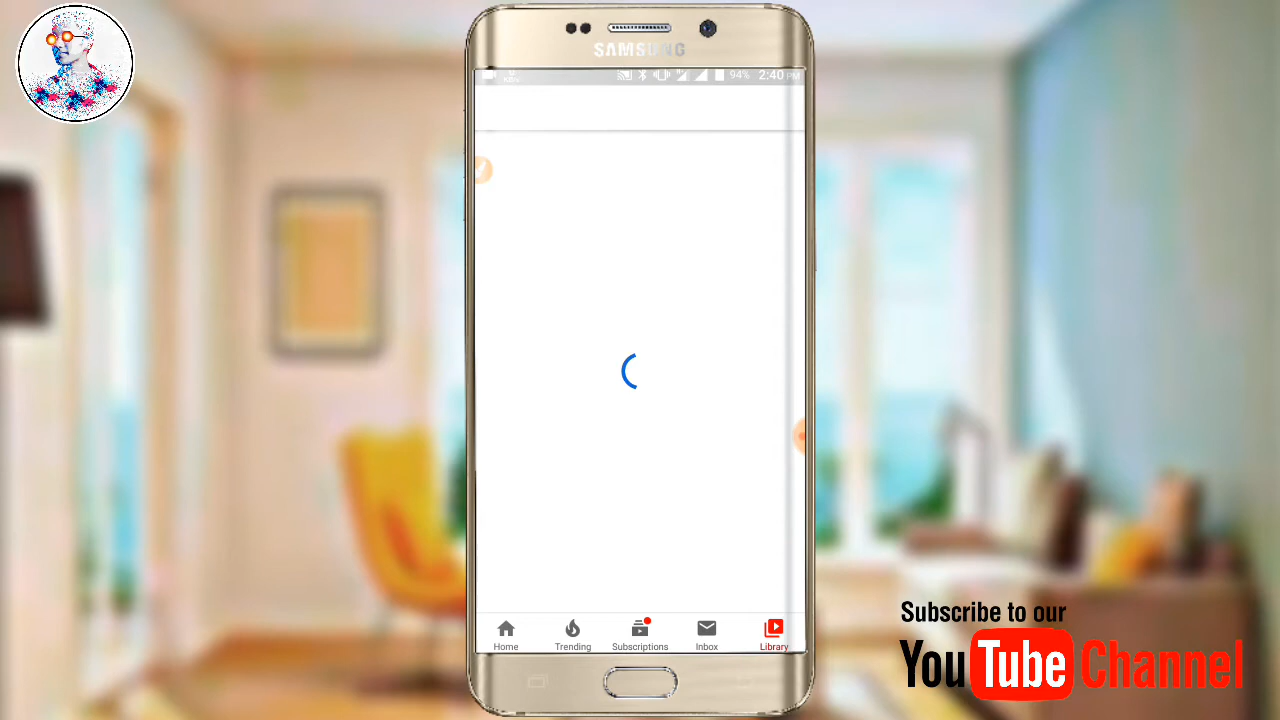 SAMSUNG
94% 2:40 PM
Home
Trending
Subscriptions
Inbox
Library
Subscribe to our
YouTube Channel